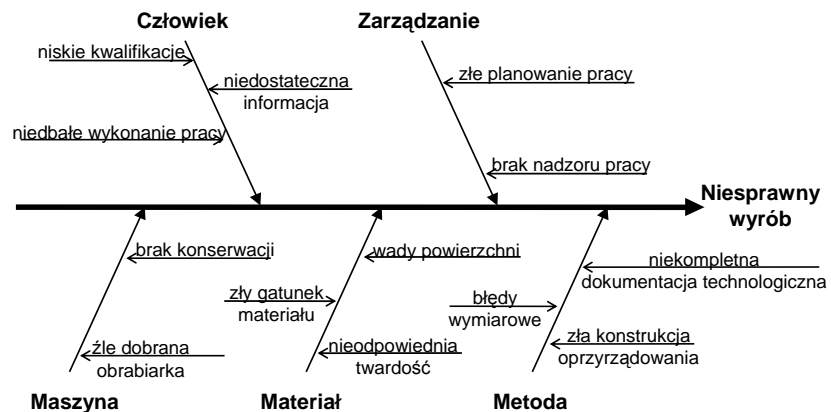 Człowiek
Zarządzanie
niskie kwalifikacje
niedostateczna
informacja
złe planowanie pracy
niedbałe wykonanie pracy
brak nadzoru pracy
Niesprawny
wyrób
brak konserwacji
wady powierzchni
niekompletna
dokumentacja technologiczna
zły gatunek
materiału
błędy
wymiarowe
źle dobrana
obrabiarka
nieodpowiednia
twardość
zła konstrukcja
oprzyrządowania
Maszyna
Materiał
Metoda